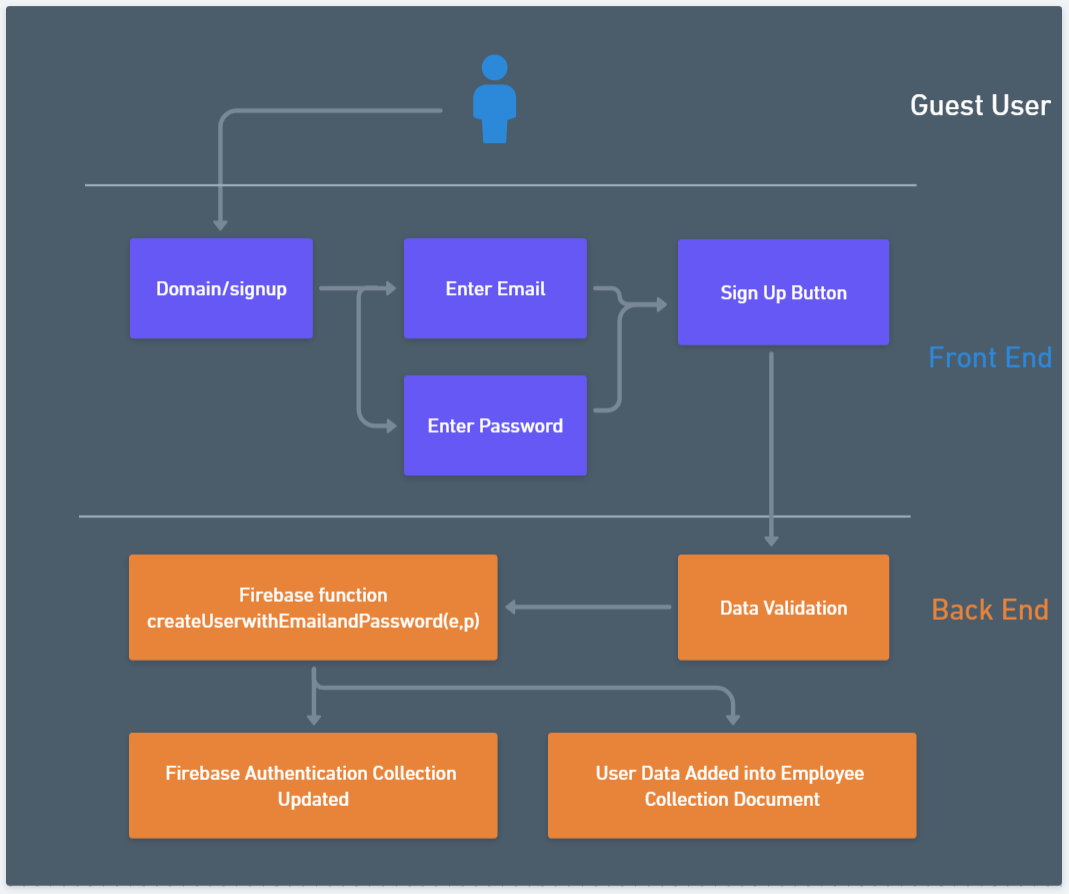 Guest User
Domain/signup
Enter Email
Sign Up Button
Front End
Enter Password
Firebase function
createUserwithEmailandPassword(e,p)
Data Validation
Back End
Firebase Authentication Collection
Updated
User Data Added into Employee
Collection Document